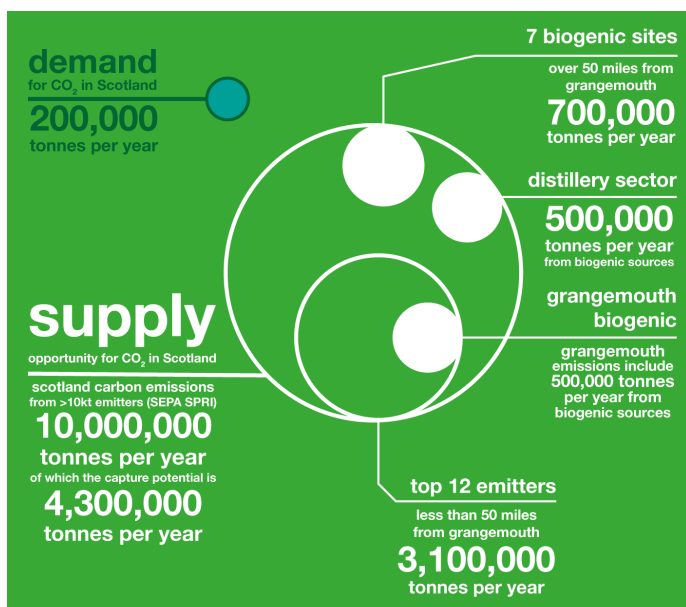 demand
for CO₂ in Scotland
200,000
tonnes per year
7 biogenic sites
over 50 miles from
grangemouth
700,000
tonnes per year
distillery sector
500,000
tonnes per year
from biogenic sources
grangemouth
biogenic
grangemouth
emissions include
500,000 tonnes
per year from
biogenic sources
supply
opportunity for CO₂ in Scotland
scotland carbon emissions
from >10kt emitters (SEPA SPRI)
10,000,000
tonnes per year
of which the capture potential is
4,300,000
tonnes per year
top 12 emitters
less than 50 miles
from grangemouth
3,100,000
tonnes per year